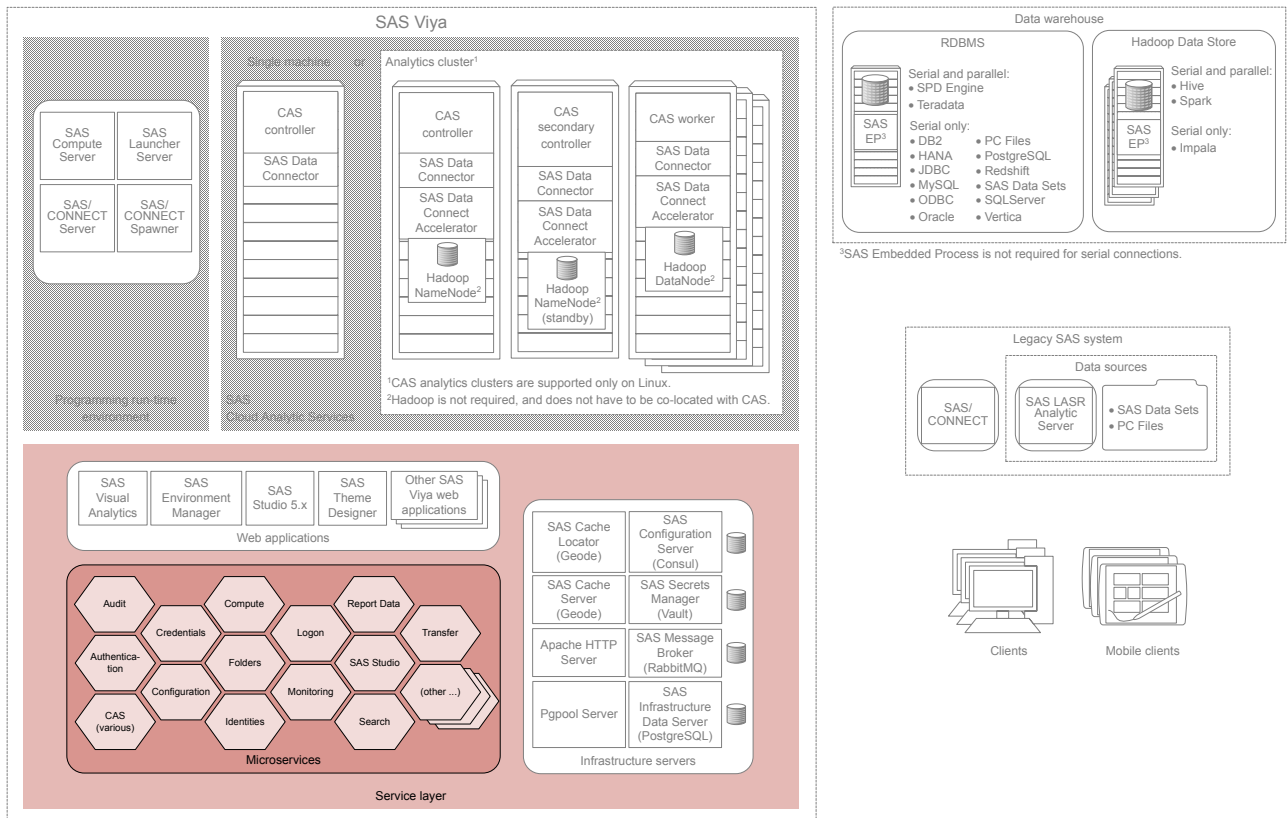 SAS Viya
Single machine or Analytics cluster1
SAS
Compute
Server
SAS
Launcher
Server
SAS/
CONNECT
Server
SAS/
CONNECT
Spawner
Programming run-time
environment
CAS
controller
SAS Data
Connector
CAS
controller
SAS Data
Connector
SAS Data
Connect
Accelerator
Hadoop
NameNode2
CAS
secondary
controller
SAS Data
Connector
SAS Data
Connect
Accelerator
Hadoop
NameNode2
(standby)
CAS worker
SAS Data
Connector
SAS Data
Connect
Accelerator
Hadoop
DataNode2
1CAS analytics clusters are supported only on Linux.
2Hadoop is not required, and does not have to be co-located with CAS.
SAS
Cloud Analytic Services
SAS
Visual
Analytics
SAS
Environment
Manager
SAS
Studio 5.x
SAS
Theme
Designer
Other SAS
Viya web
applications
Web applications
Audit
Compute
Report Data
Credentials
Logon
Transfer
Authentica-
tion
Folders
SAS Studio
Configuration
Monitoring
(other ...)
CAS
(various)
Identities
Search
Microservices
SAS Cache
Locator
(Geode)
SAS
Configuration
Server
(Consul)
SAS Cache
Server
(Geode)
SAS Secrets
Manager
(Vault)
Apache HTTP
Server
SAS Message
Broker
(RabbitMQ)
Pgpool Server
SAS
Infrastructure
Data Server
(PostgreSQL)
Infrastructure servers
Service layer
Data warehouse
RDBMS
SAS
EP3
Serial and parallel:
• SPD Engine
• Teradata
Serial only:
• DB2
• HANA
• JDBC
• MySQL
• ODBC
• Oracle
• PC Files
• PostgreSQL
• Redshift
• SAS Data Sets
• SQLServer
• Vertica
Hadoop Data Store
SAS
EP3
Serial and parallel:
• Hive
• Spark
Serial only:
• Impala
3SAS Embedded Process is not required for serial connections.
Legacy SAS system
Data sources
SAS/
CONNECT
SAS LASR
Analytic
Server
• SAS Data Sets
• PC Files
Clients
Mobile clients